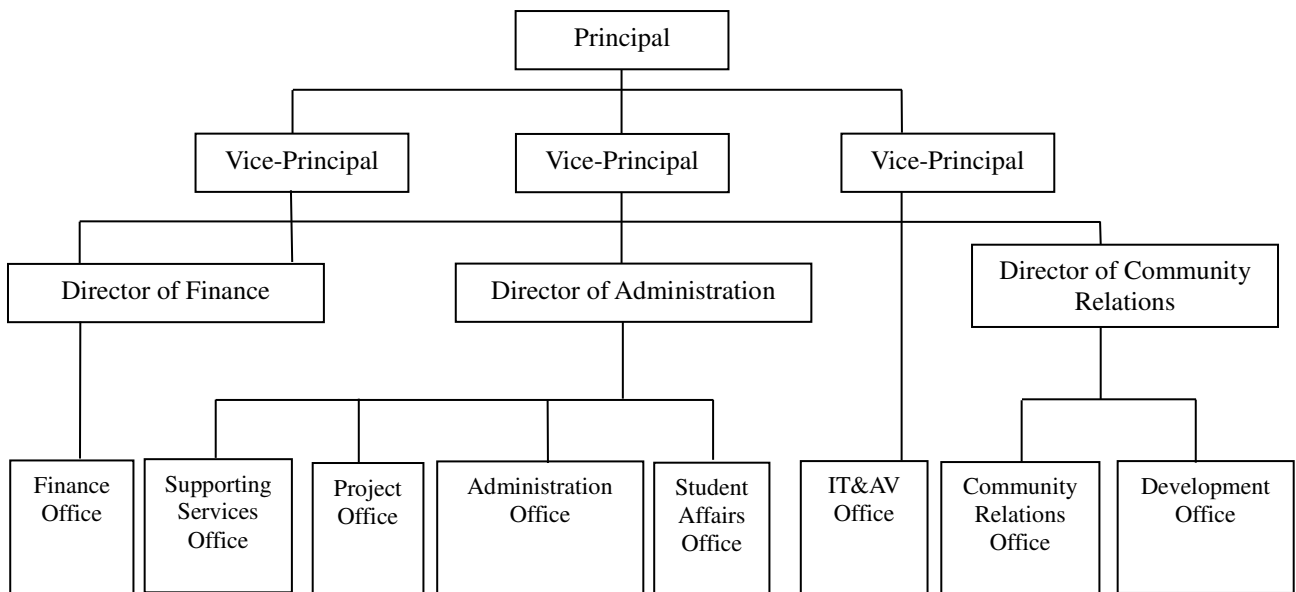 Principal
Vice-Principal
Vice-Principal
Vice-Principal
Director of Finance
Director of Administration
Director of Community
Relations
Finance
Office
Supporting
Services
Office
Project
Office
Administration
Office
Student
Affairs
Office
IT&AV
Office
Community
Relations
Office
Development
Office